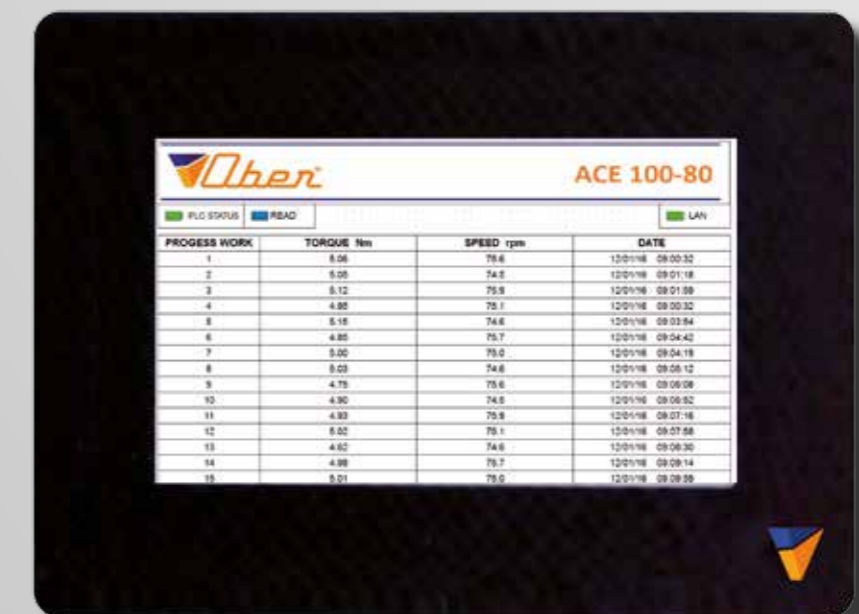 Ober®
ACE 100-80
PLC STATUS READ LAN
PROGESS WORK TORQUE Nm SPEED rpm DATE
1 5.06 75.6 12/01/16 09:00:32
2 5.05 74.5 12/01/16 09:01:18
3 5.12 75.9 12/01/16 09:01:59
4 4.98 75.1 12/01/16 09:00:32
5 5.15 74.6 12/01/16 09:03:54
6 4.85 75.7 12/01/16 09:04:42
7 5.00 75.0 12/01/16 09:04:19
8 5.03 74.6 12/01/16 09:05:12
9 4.75 75.6 12/01/16 09:06:08
10 4.90 74.5 12/01/16 09:06:52
11 4.93 75.9 12/01/16 09:07:16
12 5.02 75.1 12/01/16 09:07:58
13 4.62 74.6 12/01/16 09:08:30
14 4.98 75.7 12/01/16 09:09:14
15 5.01 75.0 12/01/16 09:09:59